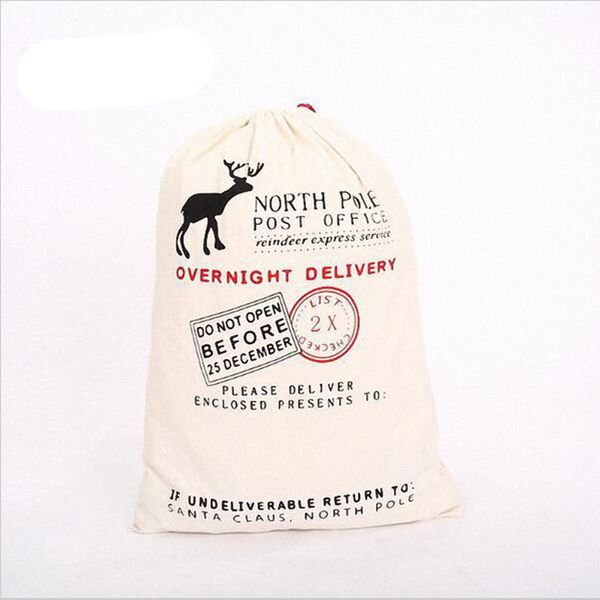 NORTH POLE
POST OFFICE
reindeer express service
OVERNIGHT DELIVERY
DO NOT OPEN
BEFORE
25 DECEMBER
LIST
2 X
CHECKED
PLEASE DELIVER
ENCLOSED PRESENTS TO:
IF UNDELIVERABLE RETURN TO:
SANTA CLAUS, NORTH POLE